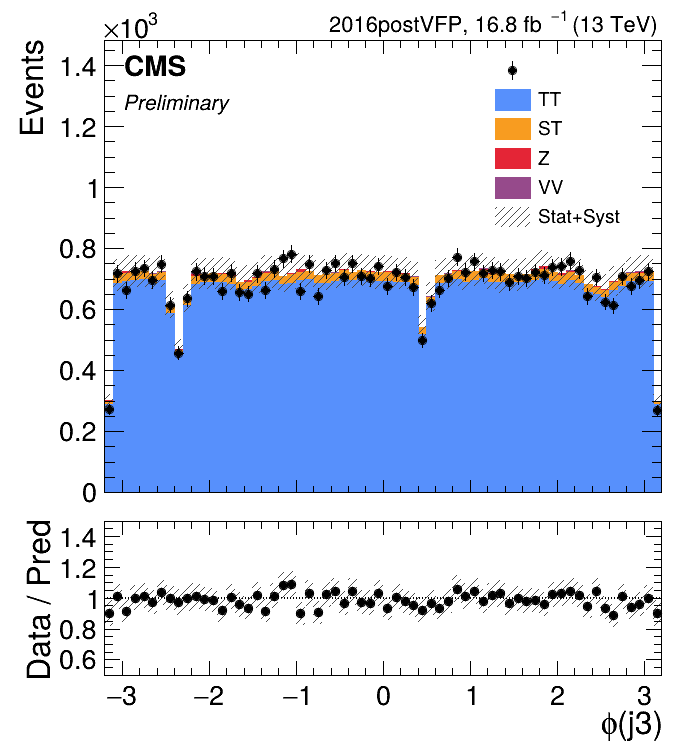 ×10³
2016postVFP, 16.8 fb ⁻¹ (13 TeV)
Events
CMS
Preliminary
TT
ST
Z
VV
Stat+Syst
1.4
1.2
1
0.8
0.6
0.4
0.2
0
Data / Pred
1.4
1.2
1
0.8
0.6
−3 −2 −1 0 1 2 3
ϕ(j3)